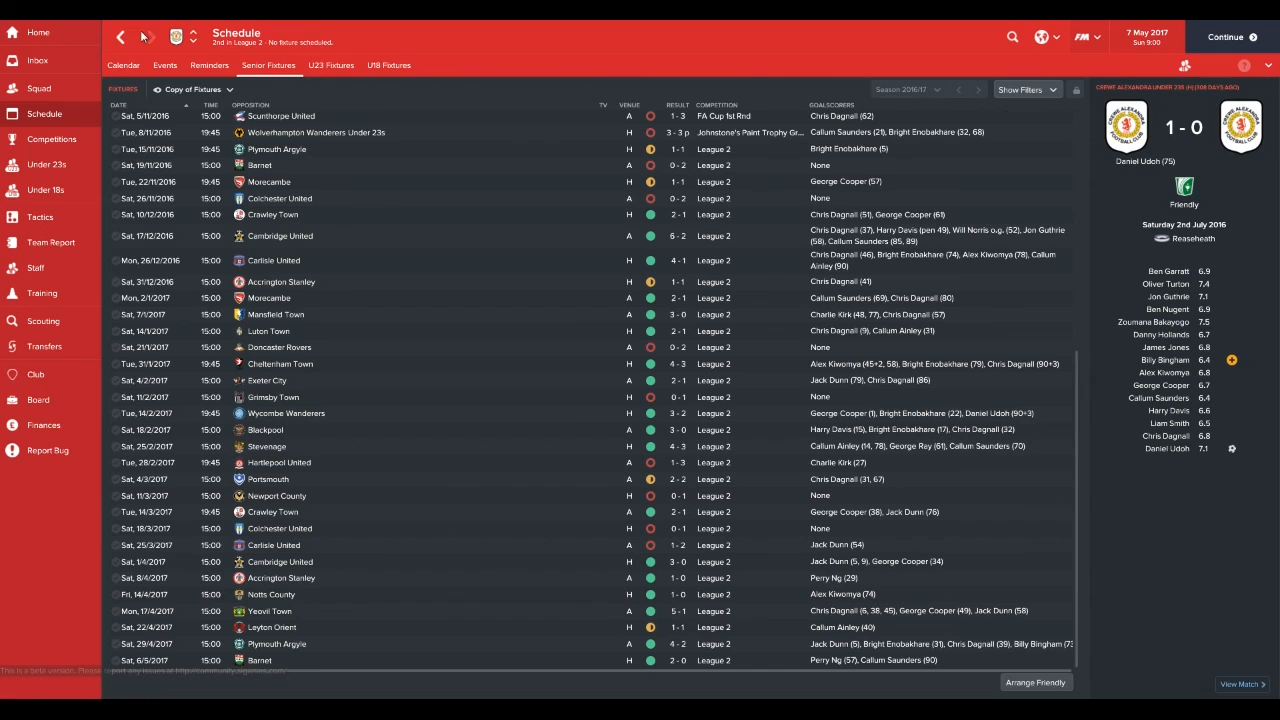 Home
Inbox
Squad
Schedule
Competitions
Under 23s
Under 18s
Tactics
Team Report
Staff
Training
Scouting
Transfers
Club
Board
Finances
Report Bug
Schedule
2nd in League 2 - No fixture scheduled.
FM
7 May 2017
Sun 9:00
Continue
Calendar Events Reminders Senior Fixtures U23 Fixtures U18 Fixtures
FIXTURES Copy of Fixtures Season 2016/17 Show Filters
DATE TIME OPPOSITION TV VENUE RESULT COMPETITION GOALSCORERS
Sat, 5/11/2016 15:00 Scunthorpe United A 1 - 3 FA Cup 1st Rnd Chris Dagnall (62)
Tue, 8/11/2016 19:45 Wolverhampton Wanderers Under 23s H 3 - 3 p Johnstone's Paint Trophy Gr... Callum Saunders (21), Bright Enobakhare (32, 68)
Tue, 15/11/2016 19:45 Plymouth Argyle H 1 - 1 League 2 Bright Enobakhare (5)
Sat, 19/11/2016 15:00 Barnet A 0 - 2 League 2 None
Tue, 22/11/2016 19:45 Morecambe H 1 - 1 League 2 George Cooper (57)
Sat, 26/11/2016 15:00 Colchester United A 0 - 2 League 2 None
Sat, 10/12/2016 15:00 Crawley Town H 2 - 1 League 2 Chris Dagnall (51), George Cooper (61)
Sat, 17/12/2016 15:00 Cambridge United A 6 - 2 League 2 Chris Dagnall (37), Harry Davis (pen 49), Will Norris o.g. (52), Jon Guthrie
(58), Callum Saunders (85, 89)
Mon, 26/12/2016 15:00 Carlisle United H 4 - 1 League 2 Chris Dagnall (46), Bright Enobakhare (74), Alex Kiwomya (78), Callum
Ainley (90)
Sat, 31/12/2016 15:00 Accrington Stanley H 1 - 1 League 2 Chris Dagnall (41)
Mon, 2/1/2017 15:00 Morecambe A 2 - 1 League 2 Callum Saunders (69), Chris Dagnall (80)
Sat, 7/1/2017 15:00 Mansfield Town A 3 - 0 League 2 Charlie Kirk (48, 77), Chris Dagnall (57)
Sat, 14/1/2017 15:00 Luton Town H 2 - 1 League 2 Chris Dagnall (9), Callum Ainley (31)
Sat, 21/1/2017 15:00 Doncaster Rovers A 0 - 2 League 2 None
Tue, 31/1/2017 19:45 Cheltenham Town H 4 - 3 League 2 Alex Kiwomya (45+2, 58), Bright Enobakhare (79), Chris Dagnall (90+3)
Sat, 4/2/2017 15:00 Exeter City A 2 - 1 League 2 Jack Dunn (79), Chris Dagnall (86)
Sat, 11/2/2017 15:00 Grimsby Town H 0 - 1 League 2 None
Tue, 14/2/2017 19:45 Wycombe Wanderers H 3 - 2 League 2 George Cooper (1), Bright Enobakhare (22), Daniel Udoh (90+3)
Sat, 18/2/2017 15:00 Blackpool A 3 - 0 League 2 Harry Davis (15), Bright Enobakhare (17), Chris Dagnall (32)
Sat, 25/2/2017 15:00 Stevenage H 4 - 3 League 2 Callum Ainley (14, 78), George Ray (61), Callum Saunders (70)
Tue, 28/2/2017 19:45 Hartlepool United A 1 - 3 League 2 Charlie Kirk (27)
Sat, 4/3/2017 15:00 Portsmouth A 2 - 2 League 2 Chris Dagnall (31, 67)
Sat, 11/3/2017 15:00 Newport County H 0 - 1 League 2 None
Tue, 14/3/2017 19:45 Crawley Town A 2 - 1 League 2 George Cooper (38), Jack Dunn (76)
Sat, 18/3/2017 15:00 Colchester United H 0 - 1 League 2 None
Sat, 25/3/2017 15:00 Carlisle United A 1 - 2 League 2 Jack Dunn (54)
Sat, 1/4/2017 15:00 Cambridge United H 3 - 0 League 2 Jack Dunn (5, 9), George Cooper (34)
Sat, 8/4/2017 15:00 Accrington Stanley A 1 - 0 League 2 Perry Ng (29)
Fri, 14/4/2017 15:00 Notts County H 1 - 0 League 2 Alex Kiwomya (74)
Mon, 17/4/2017 15:00 Yeovil Town A 5 - 1 League 2 Chris Dagnall (6, 38, 45), George Cooper (49), Jack Dunn (58)
Sat, 22/4/2017 15:00 Leyton Orient H 1 - 1 League 2 Callum Ainley (40)
Sat, 29/4/2017 15:00 Plymouth Argyle A 4 - 2 League 2 Jack Dunn (5), Bright Enobakhare (31), Chris Dagnall (39), Billy Bingham (73
Sat, 6/5/2017 15:00 Barnet H 2 - 0 League 2 Perry Ng (57), Callum Saunders (90)
This is a beta version. Please report any issues at http://community.sigames.com/
Arrange Friendly
CREWE ALEXANDRA UNDER 23S (H) (308 DAYS AGO)
1 - 0
Daniel Udoh (75)
Friendly
Saturday 2nd July 2016
Reaseheath
Ben Garratt 6.9
Oliver Turton 7.4
Jon Guthrie 7.1
Ben Nugent 6.9
Zoumana Bakayogo 7.5
Danny Hollands 6.7
James Jones 6.8
Billy Bingham 6.4
Alex Kiwomya 6.8
George Cooper 6.7
Callum Saunders 6.4
Harry Davis 6.6
Liam Smith 6.5
Chris Dagnall 6.8
Daniel Udoh 7.1
View Match